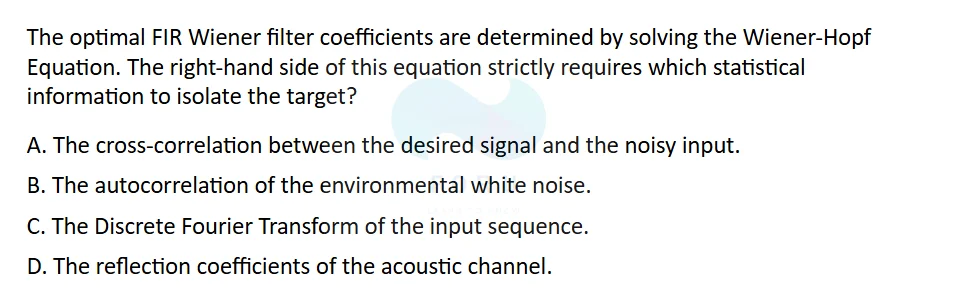 The optimal FIR Wiener filter coefficients are determined by solving the Wiener-Hopf
Equation. The right-hand side of this equation strictly requires which statistical
information to isolate the target?
A. The cross-correlation between the desired signal and the noisy input.
B. The autocorrelation of the environmental white noise.
C. The Discrete Fourier Transform of the input sequence.
D. The reflection coefficients of the acoustic channel.